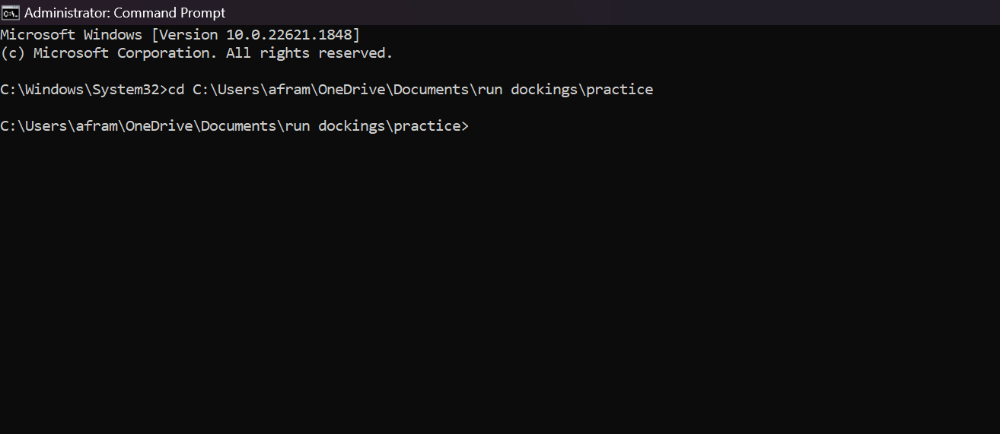 Administrator: Command Prompt
Microsoft Windows [Version 10.0.22621.1848]
(c) Microsoft Corporation. All rights reserved.
C:\Windows\System32>cd C:\Users\afram\OneDrive\Documents\run dockings\practice
C:\Users\afram\OneDrive\Documents\run dockings\practice>